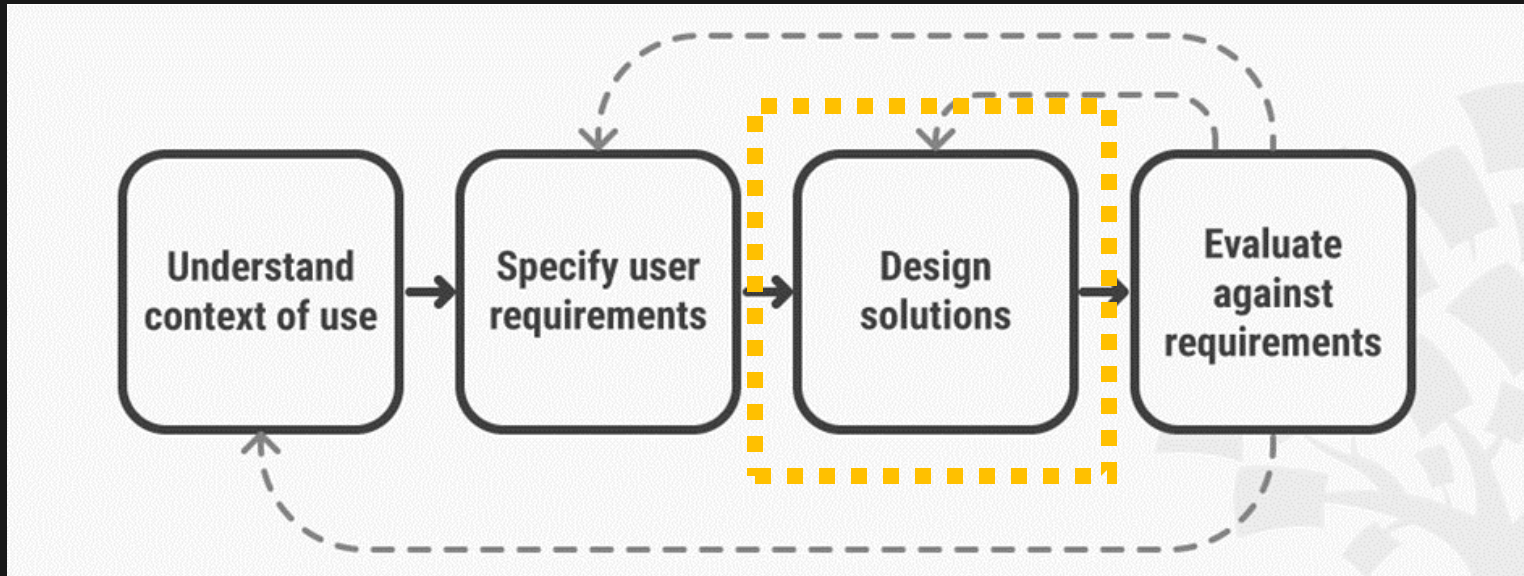 Understand
context of use
Specify user
requirements
Design
solutions
Evaluate
against
requirements